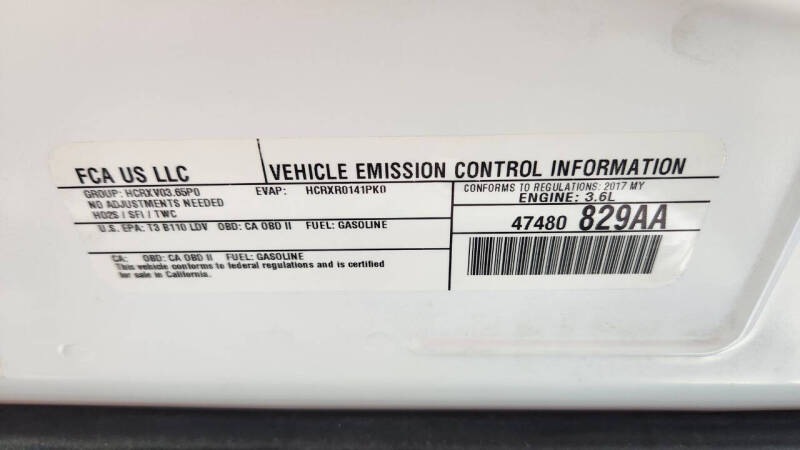 FCA US LLC
VEHICLE EMISSION CONTROL INFORMATION
GROUP: HCRXV03.65P0 EVAP: HCRXR0141PK0
NO ADJUSTMENTS NEEDED
HO2S / SFI / TWC
U.S. EPA: T3 B110 LDV OBD: CA OBD II FUEL: GASOLINE
CA: OBD: CA OBD II FUEL: GASOLINE
This vehicle conforms to federal regulations and is certified
for sale in California.
CONFORMS TO REGULATIONS: 2017 MY
ENGINE: 3.6L
47480 829AA